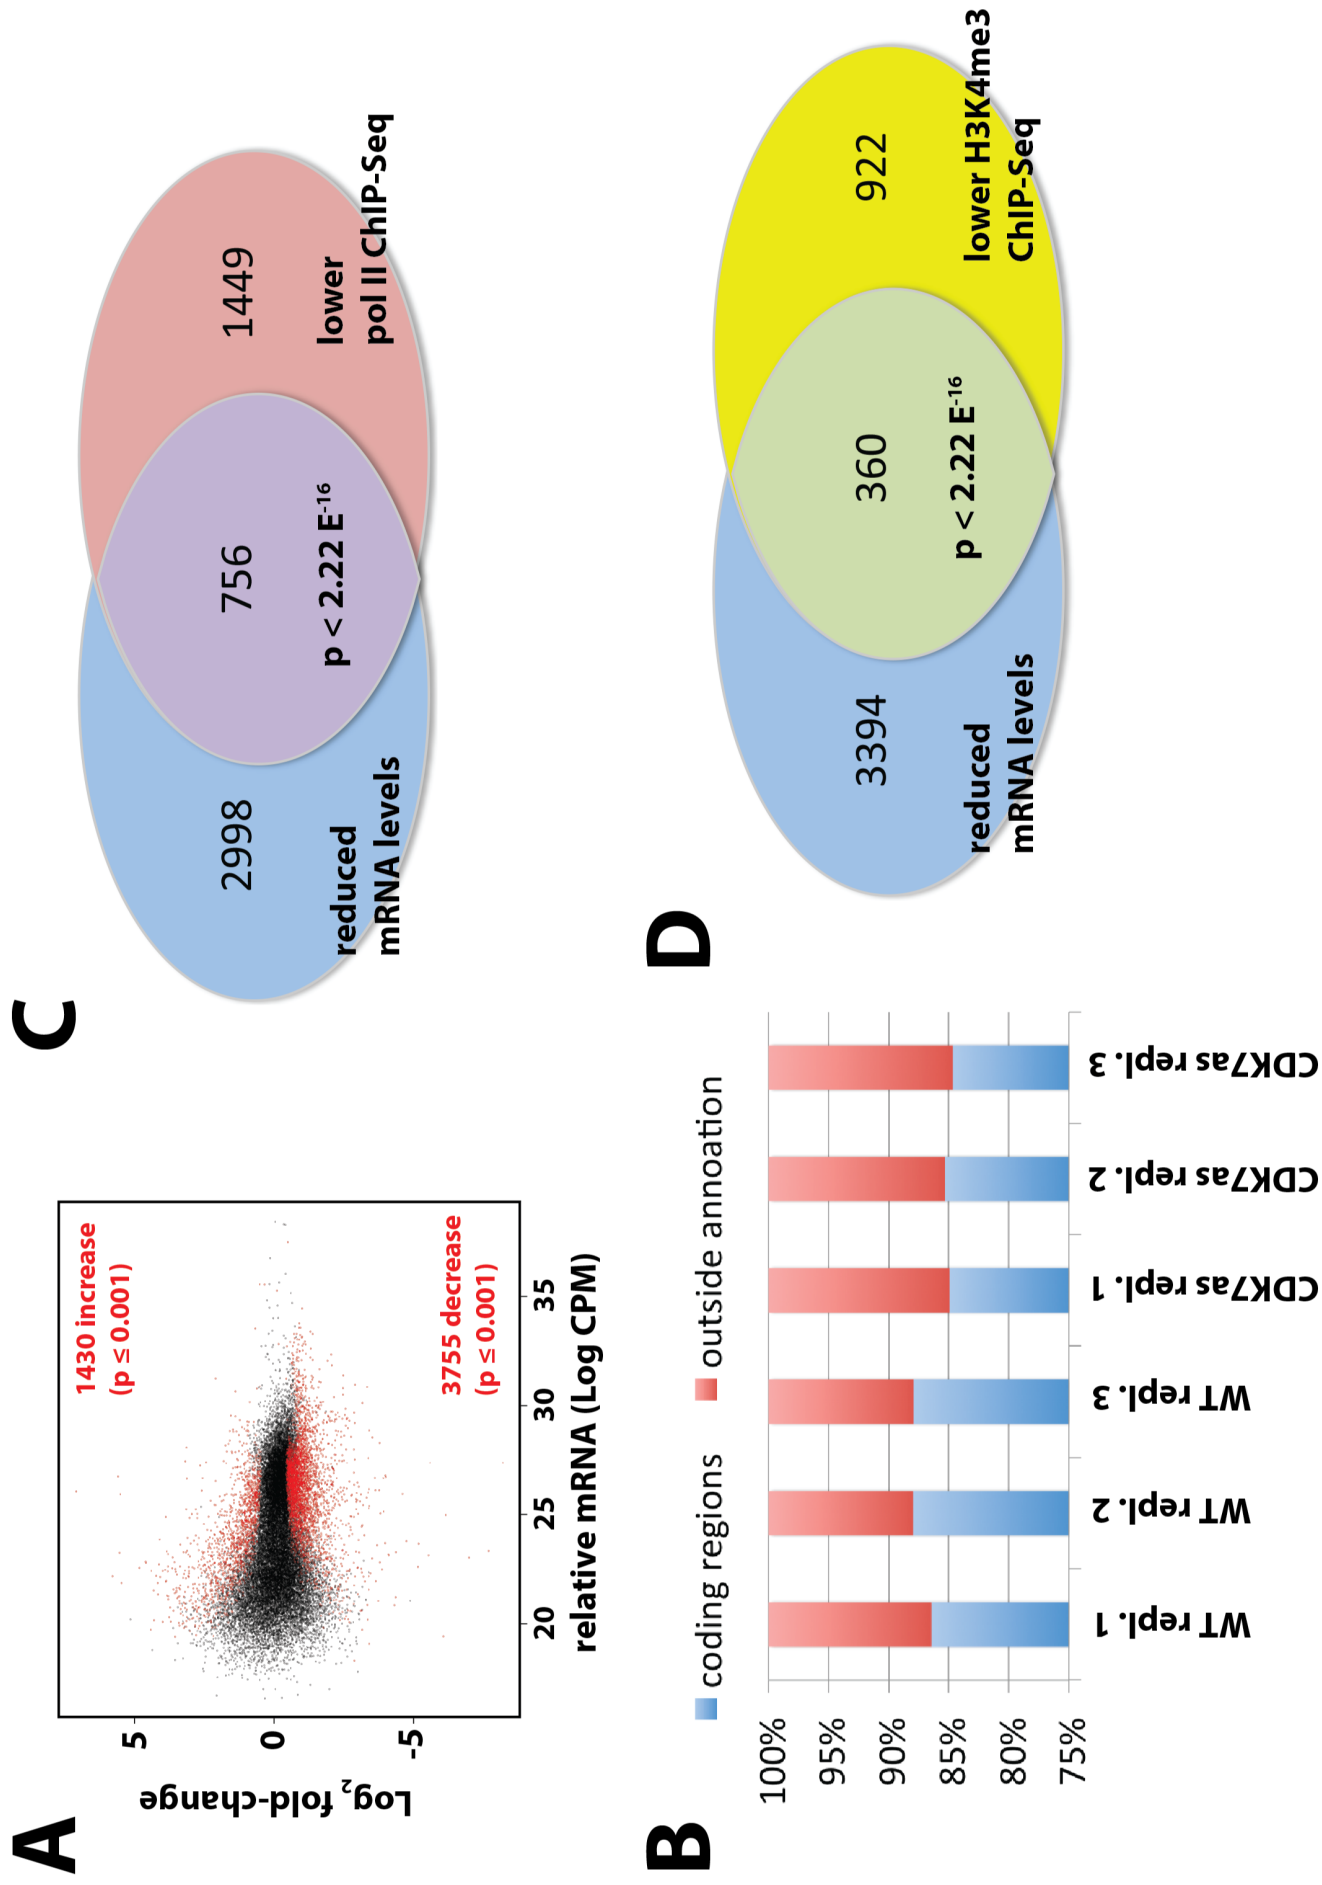 A
1430 increase
(p ≤ 0.001)
3755 decrease
(p ≤ 0.001)
5
0
-5
Log2 fold-change
20
25
30
35
relative mRNA (Log CPM)
B
coding regions
outside annoation
100%
95%
90%
85%
80%
75%
WT repl. 1
WT repl. 2
WT repl. 3
CDK7as repl. 1
CDK7as repl. 2
CDK7as repl. 3
C
2998
756
1449
p < 2.22 E-16
reduced
mRNA levels
lower
pol II ChIP-Seq
D
3394
360
922
p < 2.22 E-16
reduced
mRNA levels
lower H3K4me3
ChIP-Seq